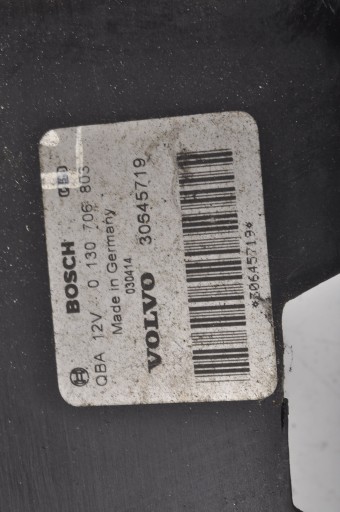 BOSCH
QBA 12V 0 130 706 803
Made in Germany
030414
VOLVO 30645719
*30645719*